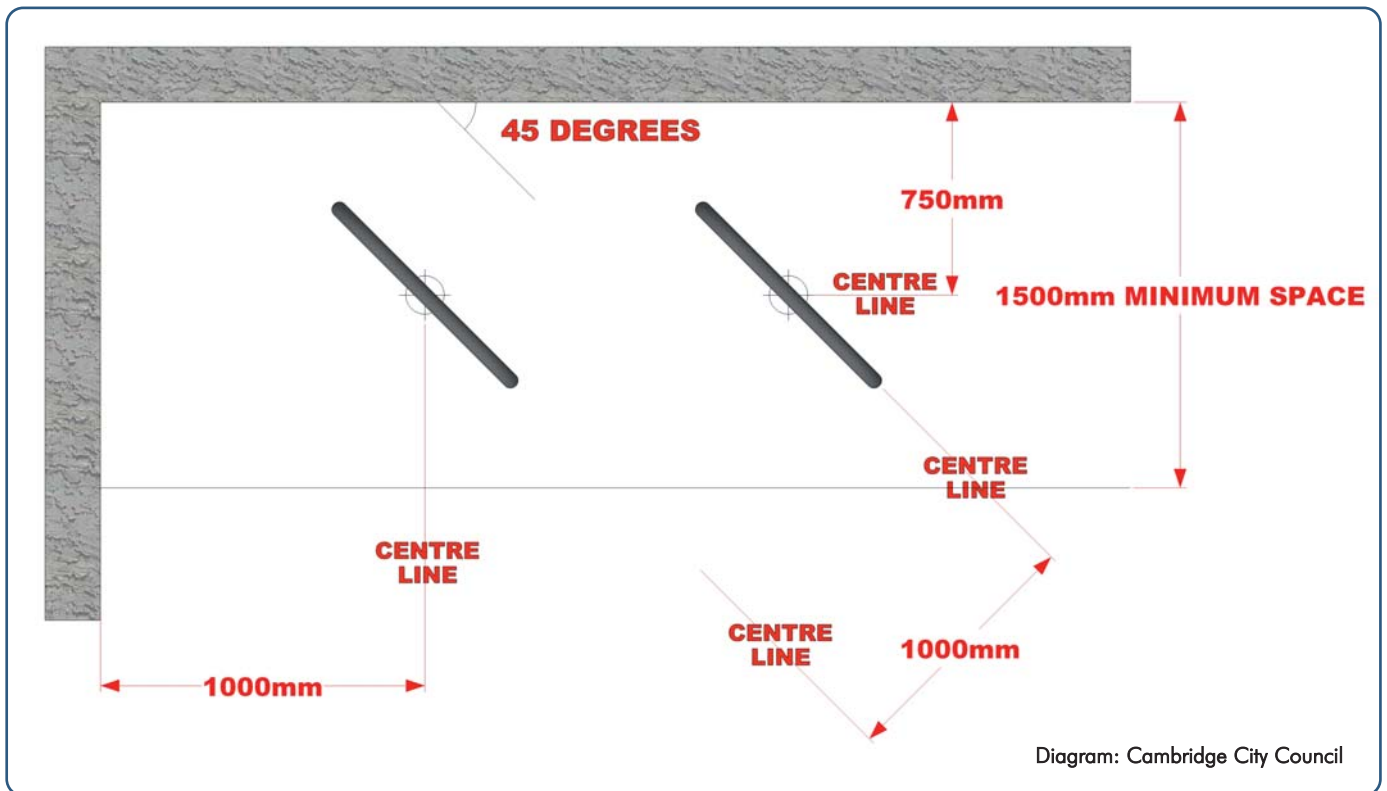 45 DEGREES
750mm
CENTRE
LINE
1500mm MINIMUM SPACE
CENTRE
LINE
CENTRE
LINE
CENTRE
LINE
1000mm
1000mm
Diagram: Cambridge City Council